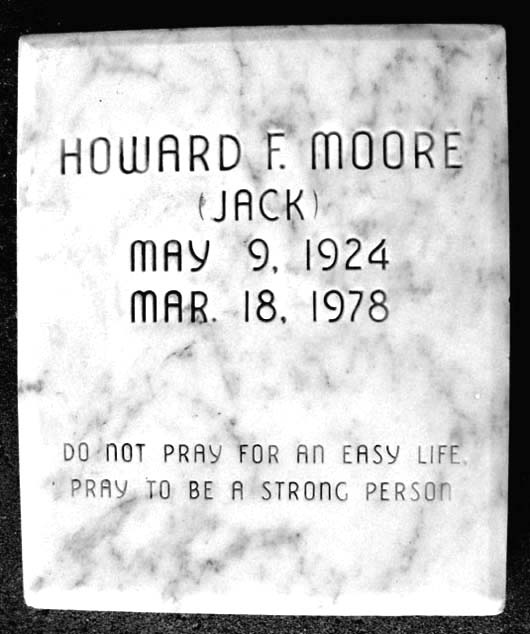 HOWARD F. MOORE
(JACK)
MAY 9, 1924
MAR. 18, 1978
DO NOT PRAY FOR AN EASY LIFE,
PRAY TO BE A STRONG PERSON